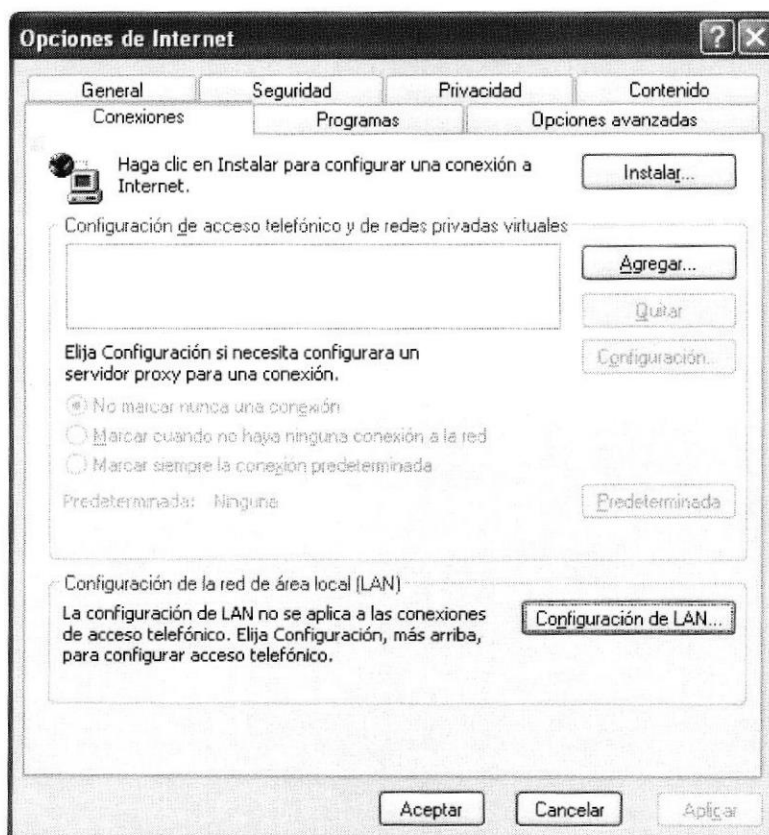 Opciones de Internet
General Seguridad Privacidad Contenido
Conexiones Programas Opciones avanzadas
Haga clic en Instalar para configurar una conexión a
Internet.
Instalar...
Configuración de acceso telefónico y de redes privadas virtuales
Agregar...
Quitar
Configuración...
Elija Configuración si necesita configurara un
servidor proxy para una conexión.
No marcar nunca una conexión
Marcar cuando no haya ninguna conexión a la red
Marcar siempre la conexión predeterminada
Predeterminada: Ninguna
Predeterminada
Configuración de la red de área local (LAN)
La configuración de LAN no se aplica a las conexiones
de acceso telefónico. Elija Configuración, más arriba,
para configurar acceso telefónico.
Configuración de LAN...
Aceptar Cancelar Aplicar